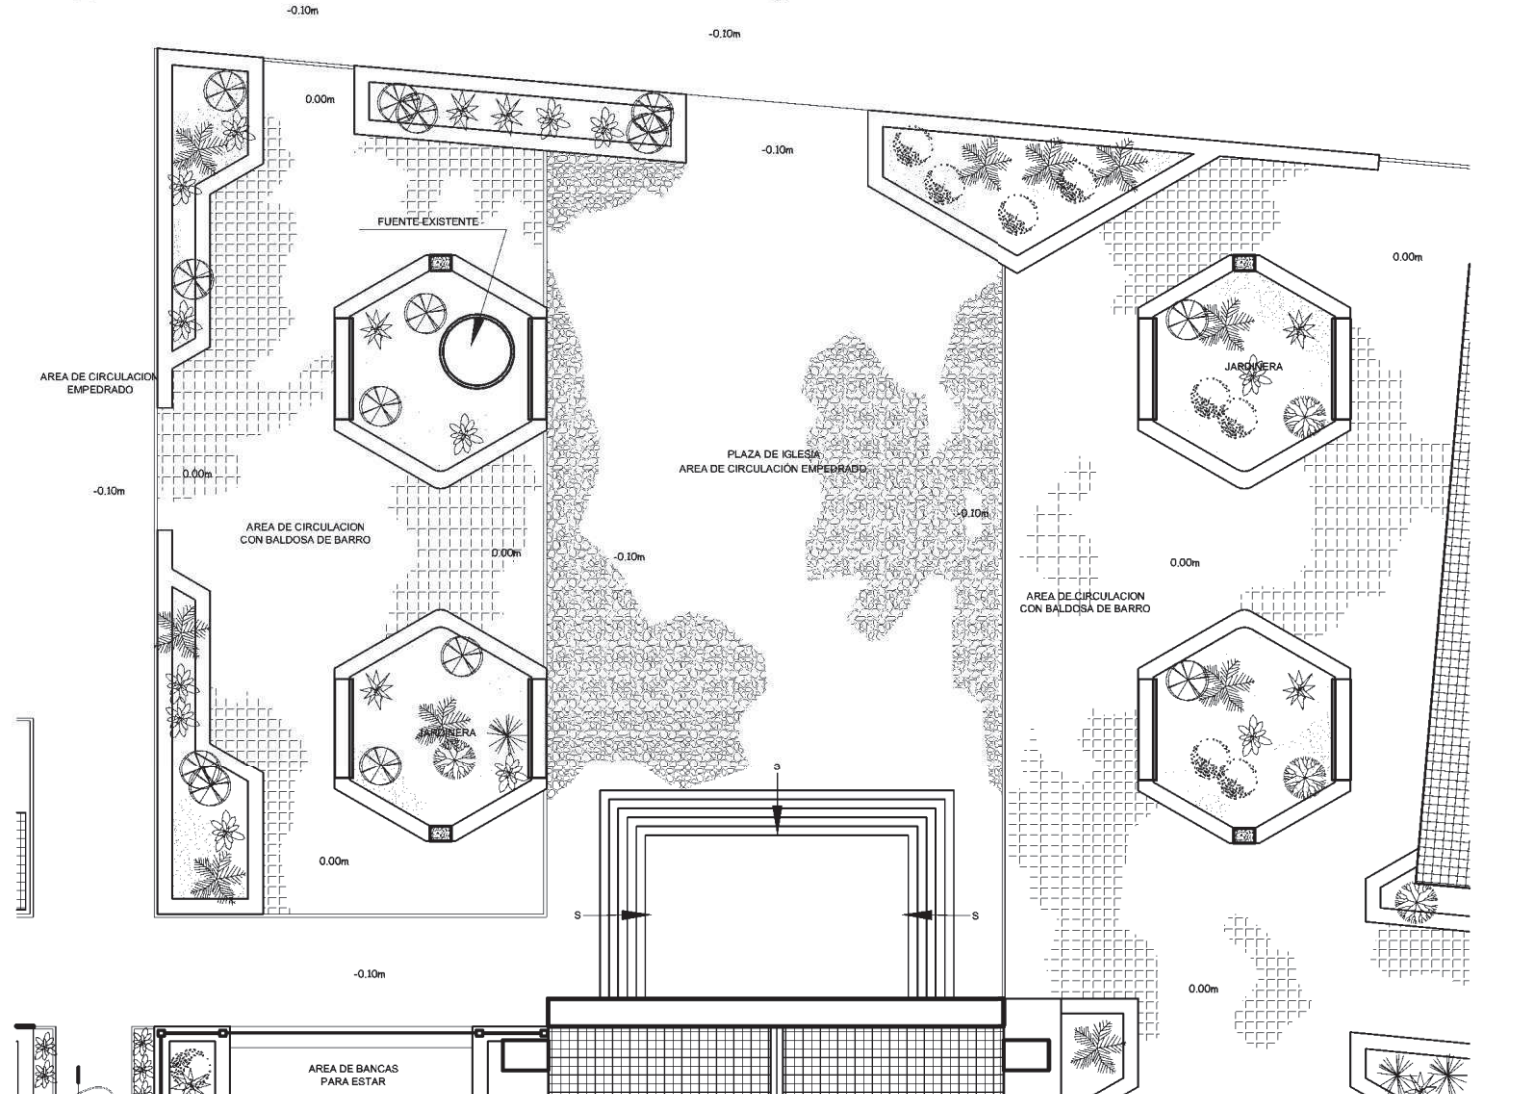 -0.10m
-0.10m
0.00m
-0.10m
FUENTE EXISTENTE
0.00m
AREA DE CIRCULACION
EMPEDRADO
JARDINERA
PLAZA DE IGLESIA
AREA DE CIRCULACIÓN EMPEDRADO
0.00m
-0.10m
-0.10m
AREA DE CIRCULACION
CON BALDOSA DE BARRO
0.00m
-0.10m
0.00m
AREA DE CIRCULACION
CON BALDOSA DE BARRO
JARDINERA
S
0.00m
S
S
-0.10m
0.00m
AREA DE BANCAS
PARA ESTAR